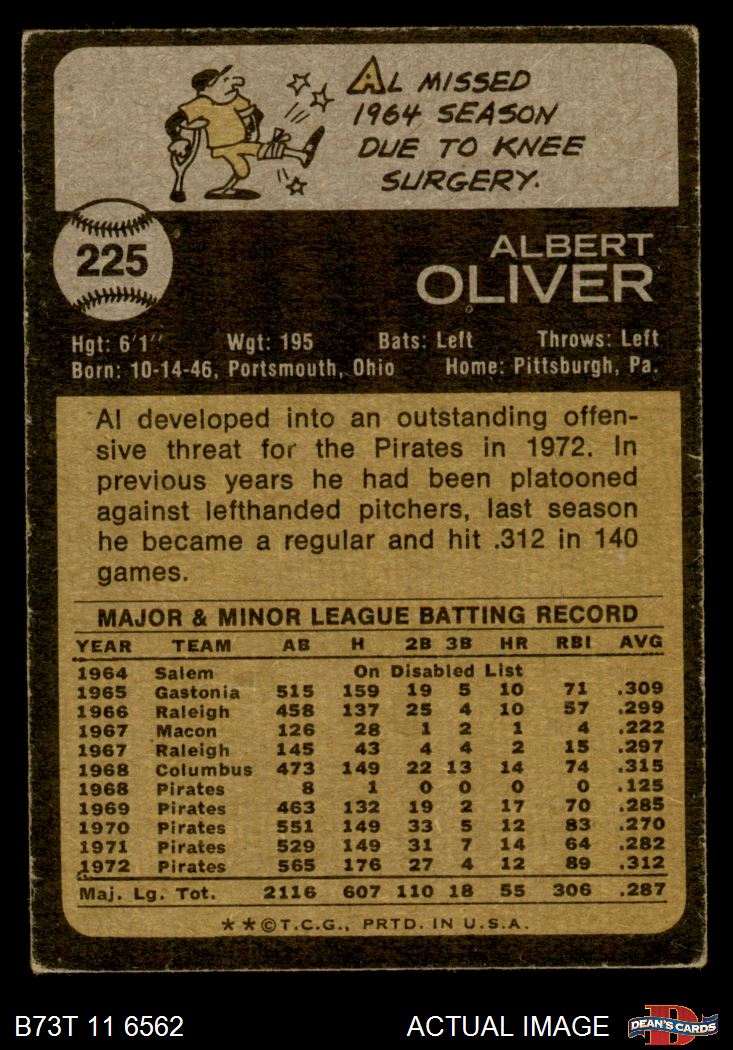 AL MISSED
1964 SEASON
DUE TO KNEE
SURGERY.
225
ALBERT
OLIVER
Hgt: 6'1" Wgt: 195 Bats: Left Throws: Left
Born: 10-14-46, Portsmouth, Ohio Home: Pittsburgh, Pa.
Al developed into an outstanding offen-
sive threat for the Pirates in 1972. In
previous years he had been platooned
against lefthanded pitchers, last season
he became a regular and hit .312 in 140
games.
MAJOR & MINOR LEAGUE BATTING RECORD
YEAR TEAM AB H 2B 3B HR RBI AVG
1964 Salem On Disabled List
1965 Gastonia 515 159 19 5 10 71 .309
1966 Raleigh 458 137 25 4 10 57 .299
1967 Macon 126 28 1 2 1 4 .222
1967 Raleigh 145 43 4 4 2 15 .297
1968 Columbus 473 149 22 13 14 74 .315
1968 Pirates 8 1 0 0 0 0 .125
1969 Pirates 463 132 19 2 17 70 .285
1970 Pirates 551 149 33 5 12 83 .270
1971 Pirates 529 149 31 7 14 64 .282
1972 Pirates 565 176 27 4 12 89 .312
Maj. Lg. Tot. 2116 607 110 18 55 306 .287
★★©T.C.G., PRTD. IN U.S.A.
B73T 11 6562 ACTUAL IMAGE D DEAN'S CARDS